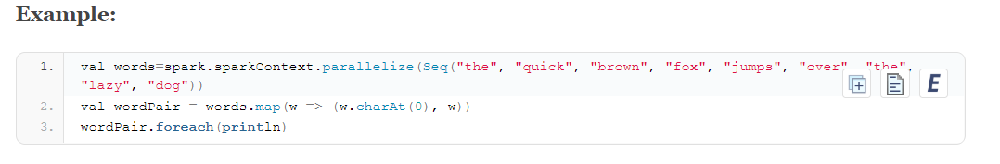 Example:
1. val words=spark.sparkContext.parallelize(Seq("the", "quick", "brown", "fox", "jumps", "over", "the",
"lazy", "dog"))
2. val wordPair = words.map(w => (w.charAt(0), w))
3. wordPair.foreach(println)
E